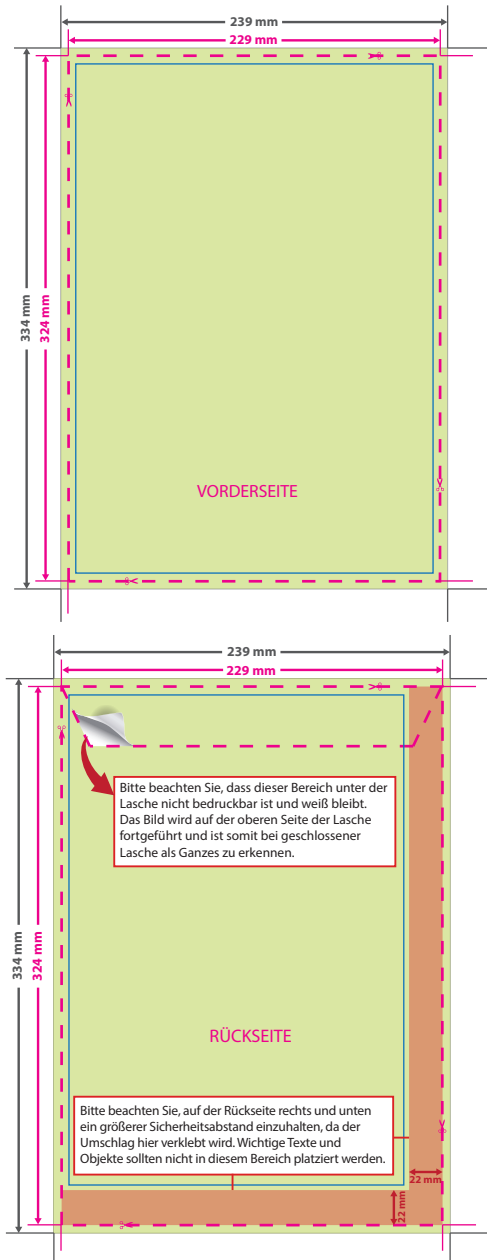 239 mm
229 mm
334 mm
324 mm
VORDERSEITE
239 mm
229 mm
334 mm
324 mm
Bitte beachten Sie, dass dieser Bereich unter der
Lasche nicht bedruckbar ist und weiß bleibt.
Das Bild wird auf der oberen Seite der Lasche
fortgeführt und ist somit bei geschlossener
Lasche als Ganzes zu erkennen.
RÜCKSEITE
Bitte beachten Sie, auf der Rückseite rechts und unten
ein größerer Sicherheitsabstand einzuhalten, da der
Umschlag hier verklebt wird. Wichtige Texte und
Objekte sollten nicht in diesem Bereich platziert werden.
22 mm
22 mm